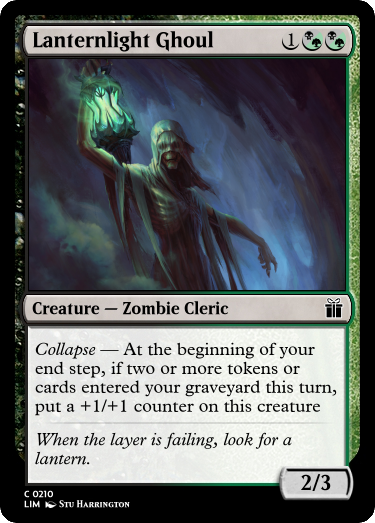 Lanternlight Ghoul 1
Creature — Zombie Cleric
Collapse — At the beginning of your
end step, if two or more tokens or
cards entered your graveyard this turn,
put a +1/+1 counter on this creature
When the layer is failing, look for a
lantern.
2/3
C 0210
LIM Stu Harrington